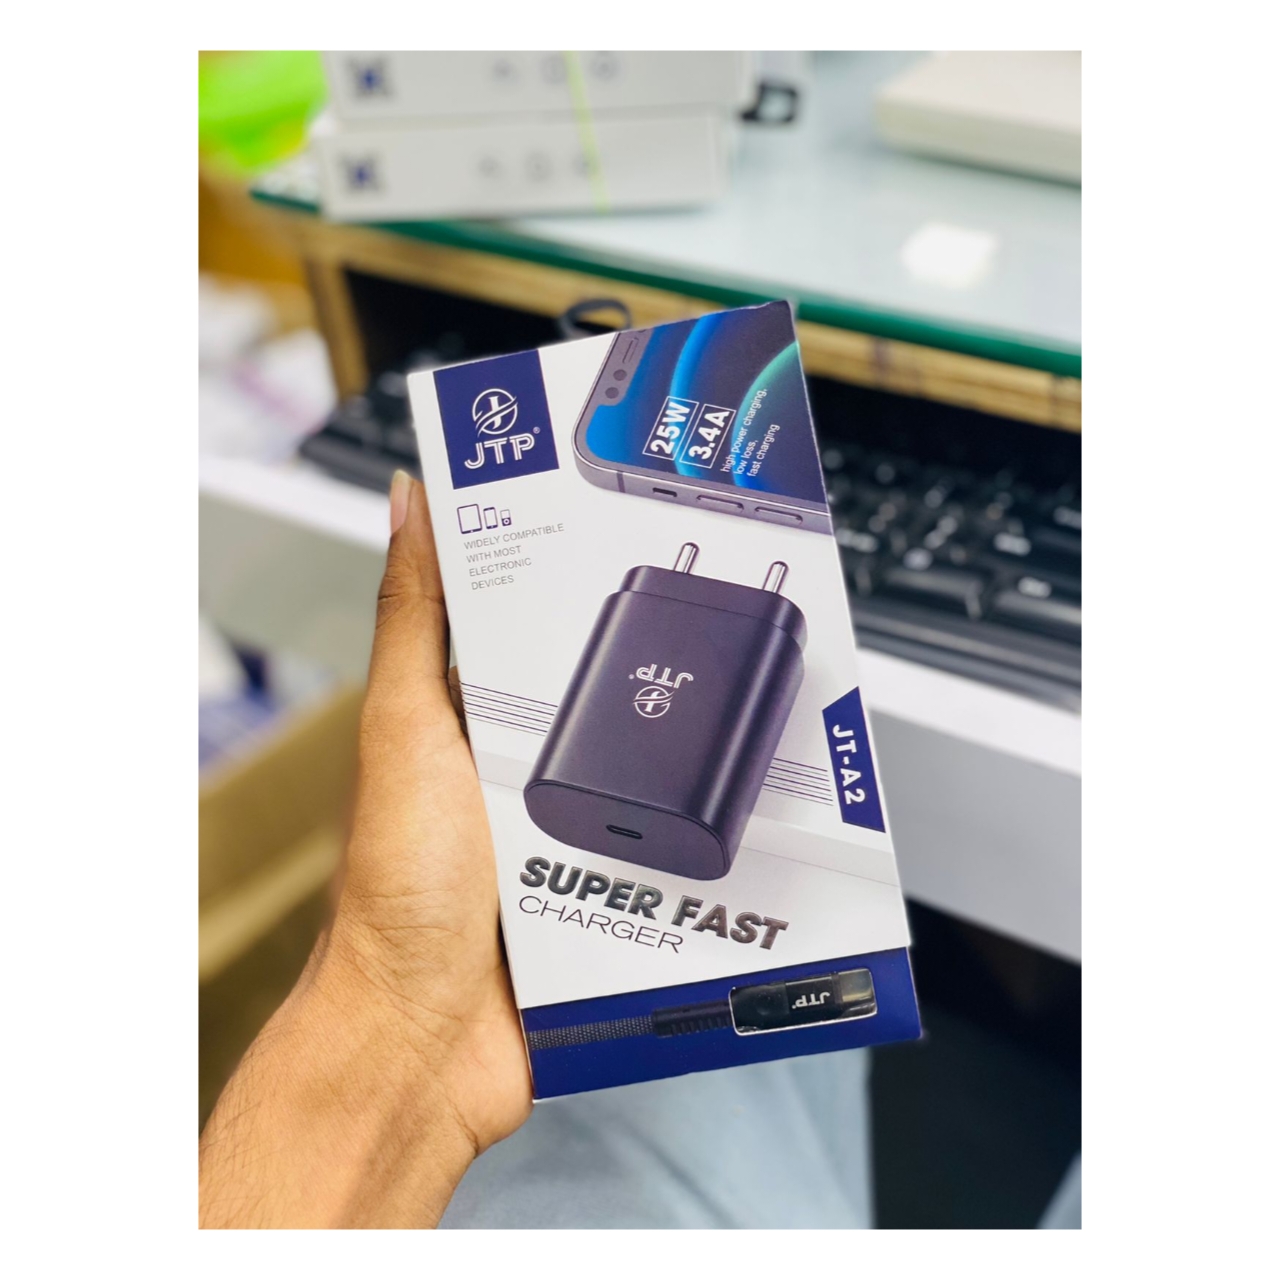 JTP®
25W
3.4A
high power charging,
low loss,
fast charging
WIDELY COMPATIBLE
WITH MOST
ELECTRONIC
DEVICES
JTP®
JT-A2
SUPER FAST
CHARGER
JTP®